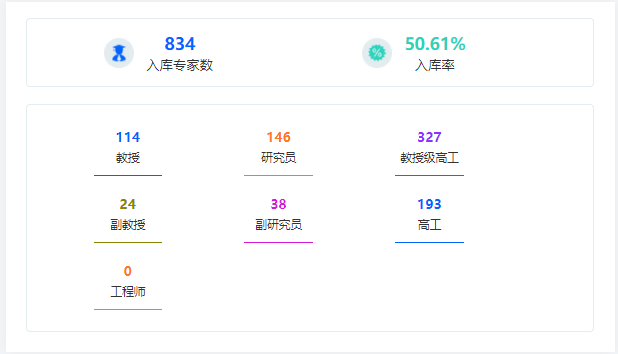 834
50.61%
入库专家数
入库率
114
146
327
教授
研究员
教授级高工
24
38
193
副教授
副研究员
高工
0
工程师